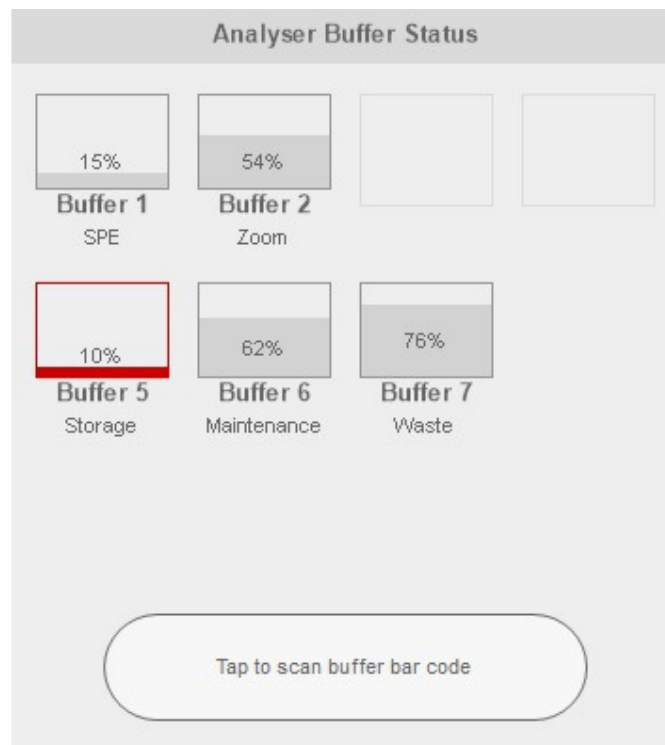 Analyser Buffer Status
15%
54%
Buffer 1
Buffer 2
SPE
Zoom
10%
62%
76%
Buffer 5
Buffer 6
Buffer 7
Storage
Maintenance
Waste
Tap to scan buffer bar code